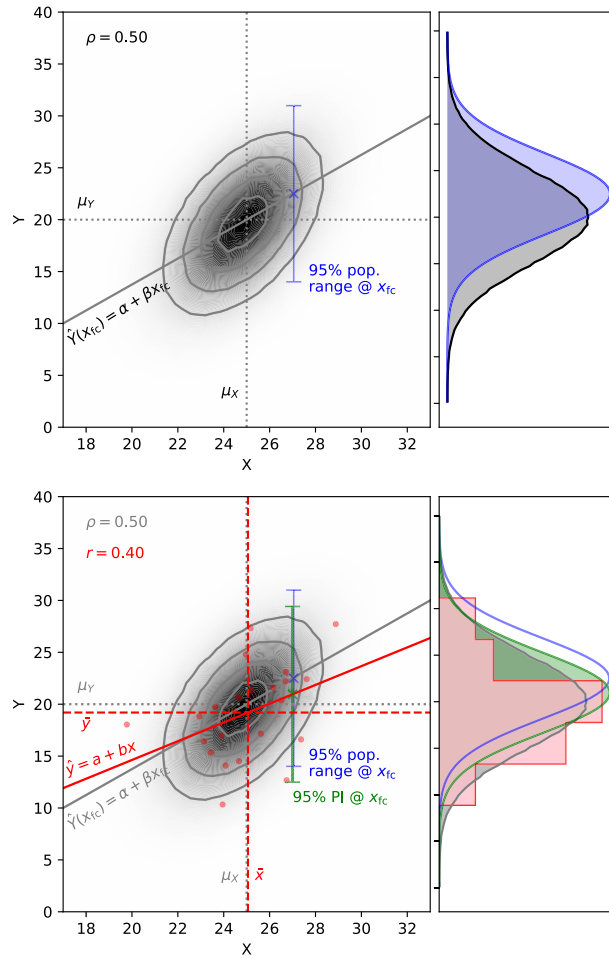 40
35
30
25
20
15
10
5
0
Y
ρ = 0.50
μ_Y
Ŷ(x_fc) = α + βx_fc
95% pop.
range @ x_fc
μ_X
18 20 22 24 26 28 30 32
X
40
35
30
25
20
15
10
5
0
Y
ρ = 0.50
r = 0.40
μ_Y
ȳ
ŷ = a + bx
Ŷ(x_fc) = α + βx_fc
95% pop.
range @ x_fc
95% PI @ x_fc
μ_X
x̄
18 20 22 24 26 28 30 32
X